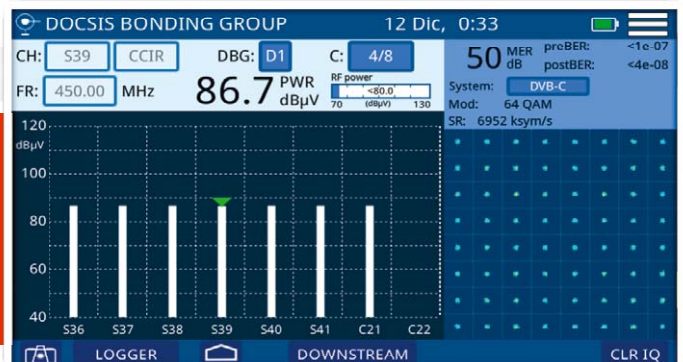 DOCSIS BONDING GROUP 12 Dic, 0:33
CH: S39 CCIR DBG: D1 C: 4/8
FR: 450.00 MHz 86.7 PWR dBµV
RF power
<80.0
70 (dBµV) 130
50 MER dB preBER: <1e-07
postBER: <4e-08
System: DVB-C
Mod: 64 QAM
SR: 6952 ksym/s
120
dBµV
100
80
60
40
S36 S37 S38 S39 S40 S41 C21 C22
LOGGER DOWNSTREAM CLR IQ